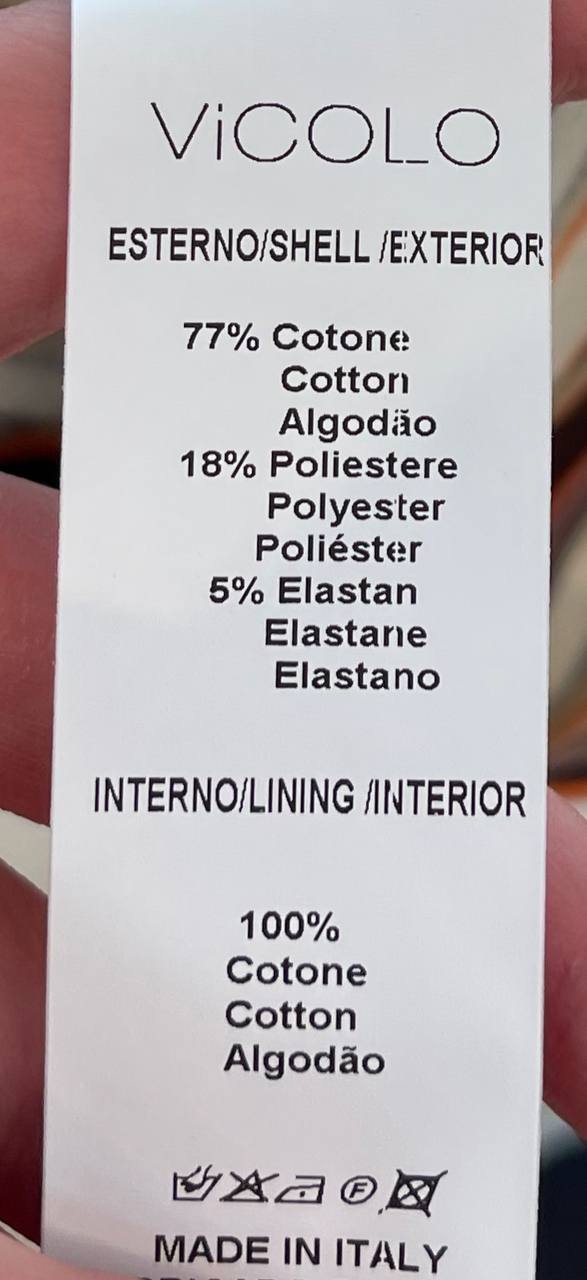 ViCOLO
ESTERNO/SHELL /EXTERIOR
77% Cotone
Cotton
Algodão
18% Poliestere
Polyester
Poliéster
5% Elastan
Elastane
Elastano
INTERNO/LINING /INTERIOR
100%
Cotone
Cotton
Algodão
F
MADE IN ITALY